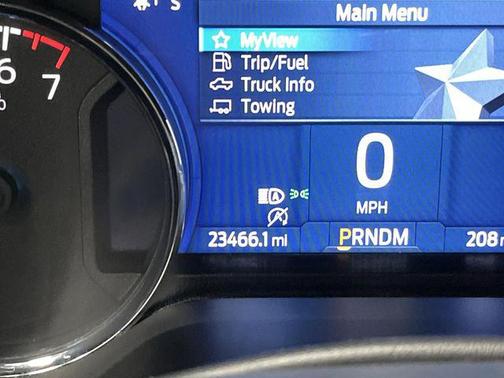 S
Main Menu
MyView
Trip/Fuel
Truck Info
Towing
6
7
0
MPH
A
A
23466.1 mi
PRNDM
208